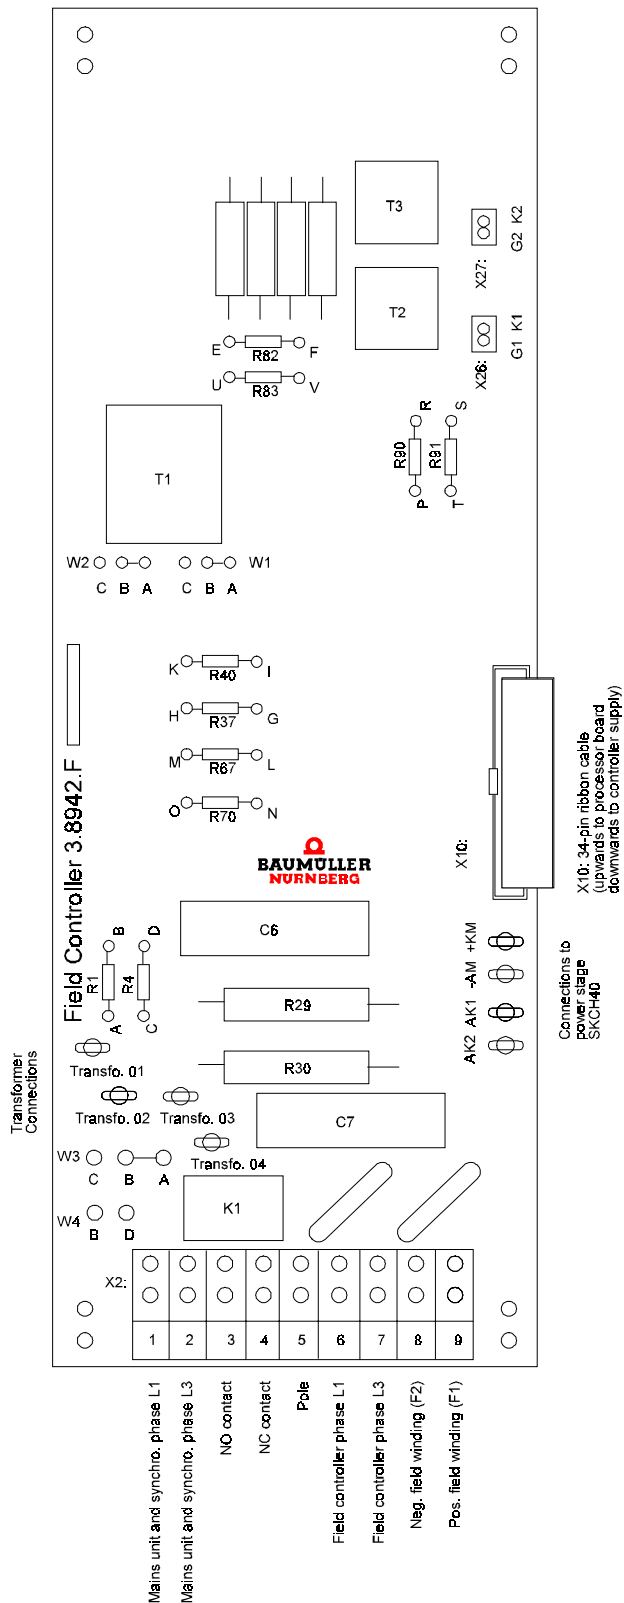 T3
K2
G2
X27:
T2
K1
G1
X26:
E
R82
F
U
R83
V
R
S
R90
R91
P
T
T1
W2
W1
C B A
C B A
K
R40
I
H
R37
G
M
R67
L
O
R70
N
Field Controller 3.8942.F
BAUMÜLLER
NÜRNBERG
X10:
X10: 34-pin ribbon cable
(upwards to processor board
downwards to controller supply)
C6
B
D
R1
R4
A
C
R29
R30
+KM
-AM
AK1
AK2
Connections to
power stage
SKCH40
Transformer
Connections
Transfo. 01
Transfo. 02
Transfo. 03
Transfo. 04
C7
W3
C B A
W4
B D
K1
X2:
1 2 3 4 5 6 7 8 9
Mains unit and synchro. phase L1
Mains unit and synchro. phase L3
NO contact
NC contact
Pole
Field controller phase L1
Field controller phase L3
Neg. field winding (F2)
Pos. field winding (F1)